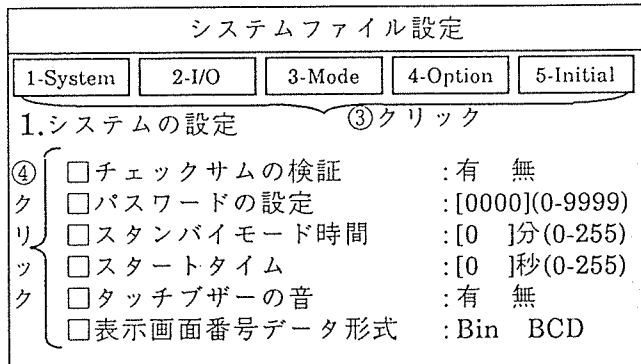 システムファイル設定
1-System 2-I/O 3-Mode 4-Option 5-Initial
1.システムの設定 ③クリック
④クリック
□チェックサムの検証 :有 無
□パスワードの設定 :[0000](0-9999)
□スタンバイモード時間 :[0 ]分(0-255)
□スタートタイム :[0 ]秒(0-255)
□タッチブザーの音 :有 無
□表示画面番号データ形式 :Bin BCD